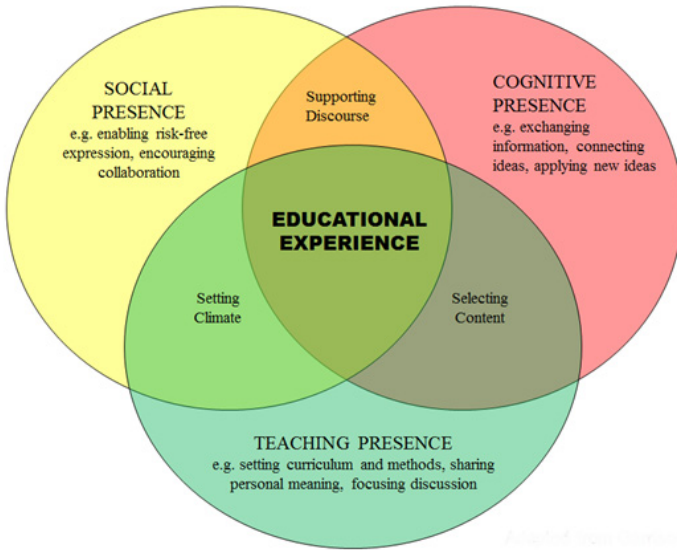 SOCIAL
PRESENCE
e.g. enabling risk-free
expression, encouraging
collaboration
Supporting
Discourse
COGNITIVE
PRESENCE
e.g. exchanging
information, connecting
ideas, applying new ideas
EDUCATIONAL
EXPERIENCE
Setting
Climate
Selecting
Content
TEACHING PRESENCE
e.g. setting curriculum and methods, sharing
personal meaning, focusing discussion